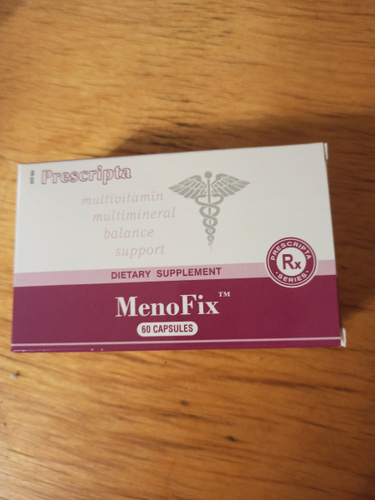 Prescripta
multivitamin
multimineral
balance
support
DIETARY SUPPLEMENT
PRESCRIPTA
Rx
SERIES
MenoFix™
60 CAPSULES